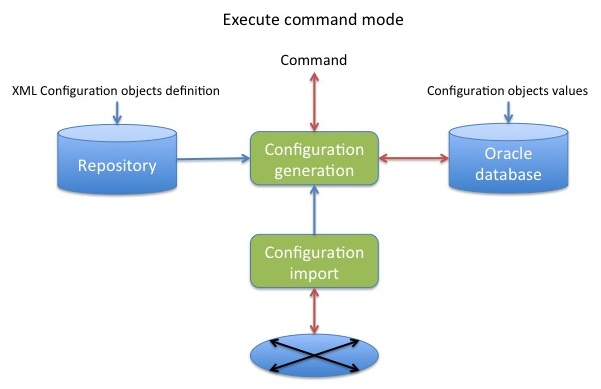 Execute command mode
Command
XML Configuration objects definition
Configuration objects values
Repository
Configuration
generation
Oracle
database
Configuration
import